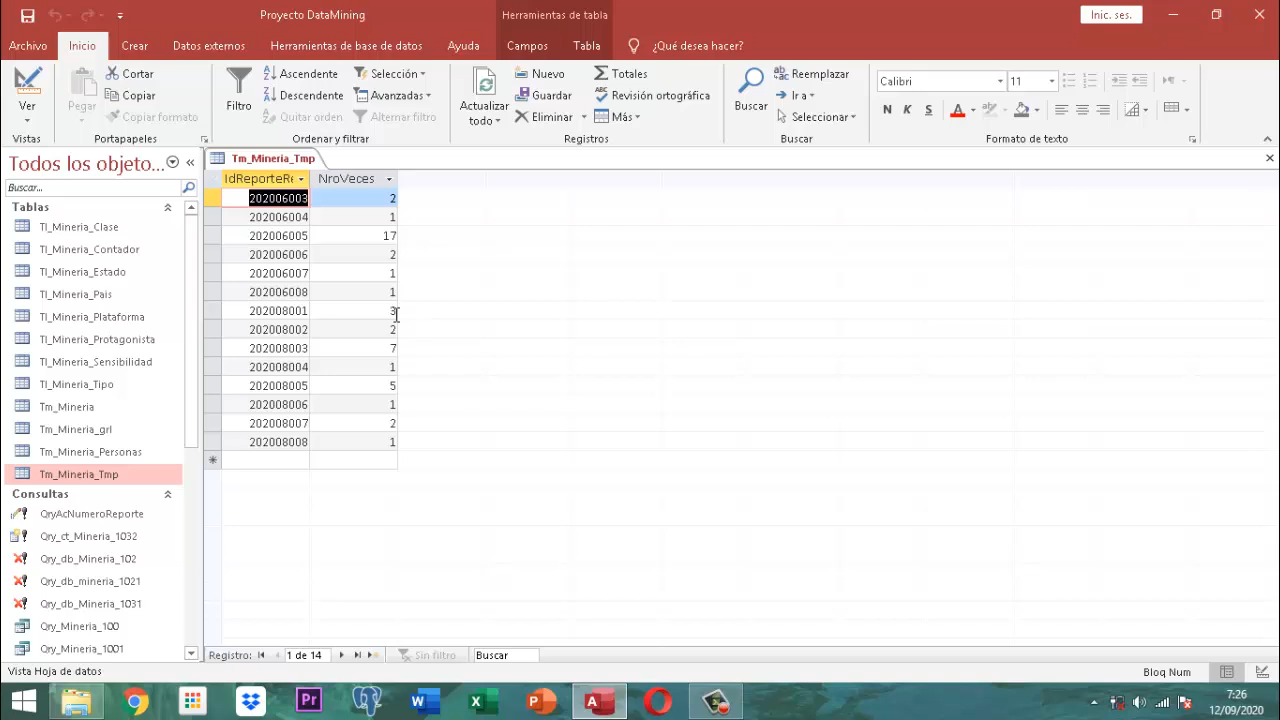 Proyecto DataMining
Herramientas de tabla
Inic. ses.
Archivo
Inicio
Crear
Datos externos
Herramientas de base de datos
Ayuda
Campos
Tabla
¿Qué desea hacer?
Ver
Vistas
Pegar
Cortar
Copiar
Copiar formato
Portapapeles
Filtro
Ascendente
Descendente
Quitar orden
Selección
Avanzadas
Alternar filtro
Ordenar y filtrar
Actualizar todo
Nuevo
Guardar
Eliminar
Totales
Revisión ortográfica
Más
Registros
Buscar
Reemplazar
Ir a
Seleccionar
Buscar
Calibri
11
N K S
A
Formato de texto
Todos los objeto...
Buscar...
Tablas
Tl_Mineria_Clase
Tl_Mineria_Contador
Tl_Mineria_Estado
Tl_Mineria_Pais
Tl_Mineria_Plataforma
Tl_Mineria_Protagonista
Tl_Mineria_Sensibilidad
Tl_Mineria_Tipo
Tm_Mineria
Tm_Mineria_grl
Tm_Mineria_Personas
Tm_Mineria_Tmp
Consultas
QryAcNumeroReporte
Qry_ct_Mineria_1032
Qry_db_Mineria_102
Qry_db_mineria_1021
Qry_db_Mineria_1031
Qry_Mineria_100
Qry_Mineria_1001
Tm_Mineria_Tmp
IdReporteRe NroVeces
202006003 2
202006004 1
202006005 17
202006006 2
202006007 1
202006008 1
202008001 3
202008002 2
202008003 7
202008004 1
202008005 5
202008006 1
202008007 2
202008008 1
Registro: 1 de 14 Sin filtro Buscar
Vista Hoja de datos
Bloq Num
Pr
7:26
12/09/2020